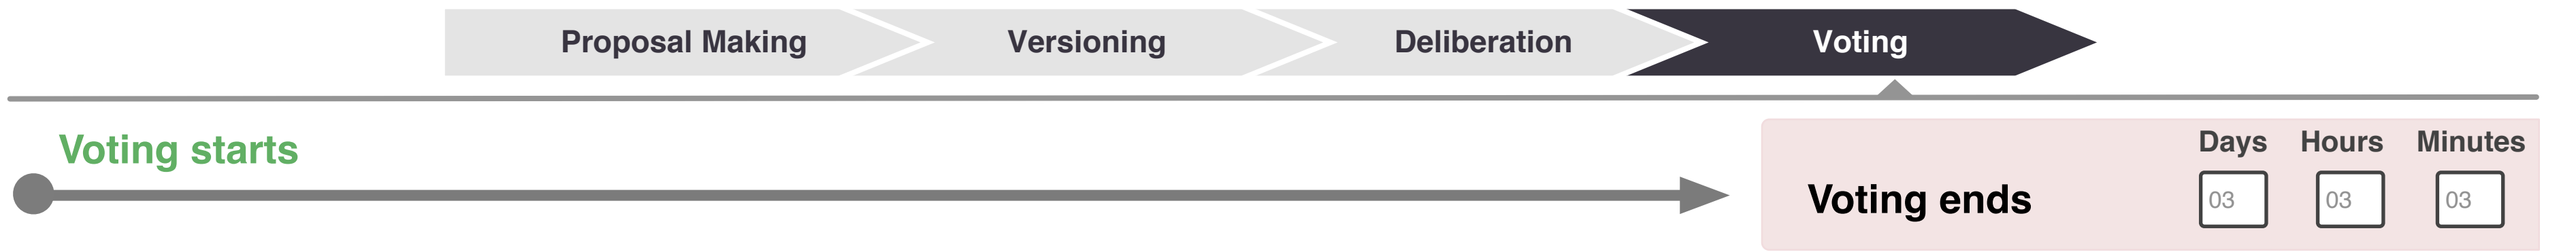 Proposal Making Versioning Deliberation Voting
Voting starts
Days Hours Minutes
Voting ends 03 03 03